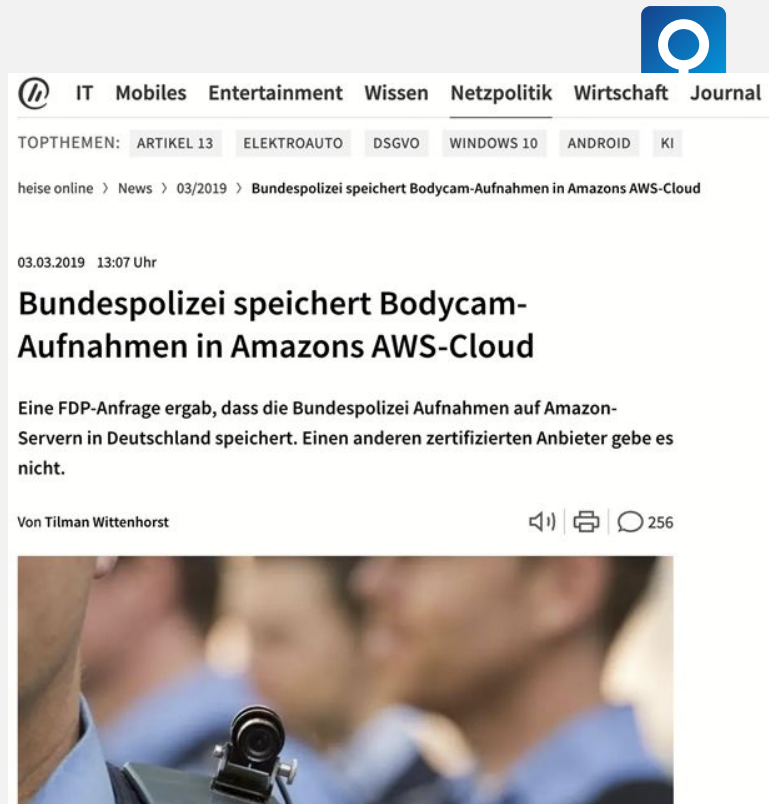 IT Mobiles Entertainment Wissen Netzpolitik Wirtschaft Journal
TOPTHEMEN: ARTIKEL 13 ELEKTROAUTO DSGVO WINDOWS 10 ANDROID KI
heise online > News > 03/2019 > Bundespolizei speichert Bodycam-Aufnahmen in Amazons AWS-Cloud
03.03.2019 13:07 Uhr
Bundespolizei speichert Bodycam-
Aufnahmen in Amazons AWS-Cloud
Eine FDP-Anfrage ergab, dass die Bundespolizei Aufnahmen auf Amazon-
Servern in Deutschland speichert. Einen anderen zertifizierten Anbieter gebe es
nicht.
Von Tilman Wittenhorst 256